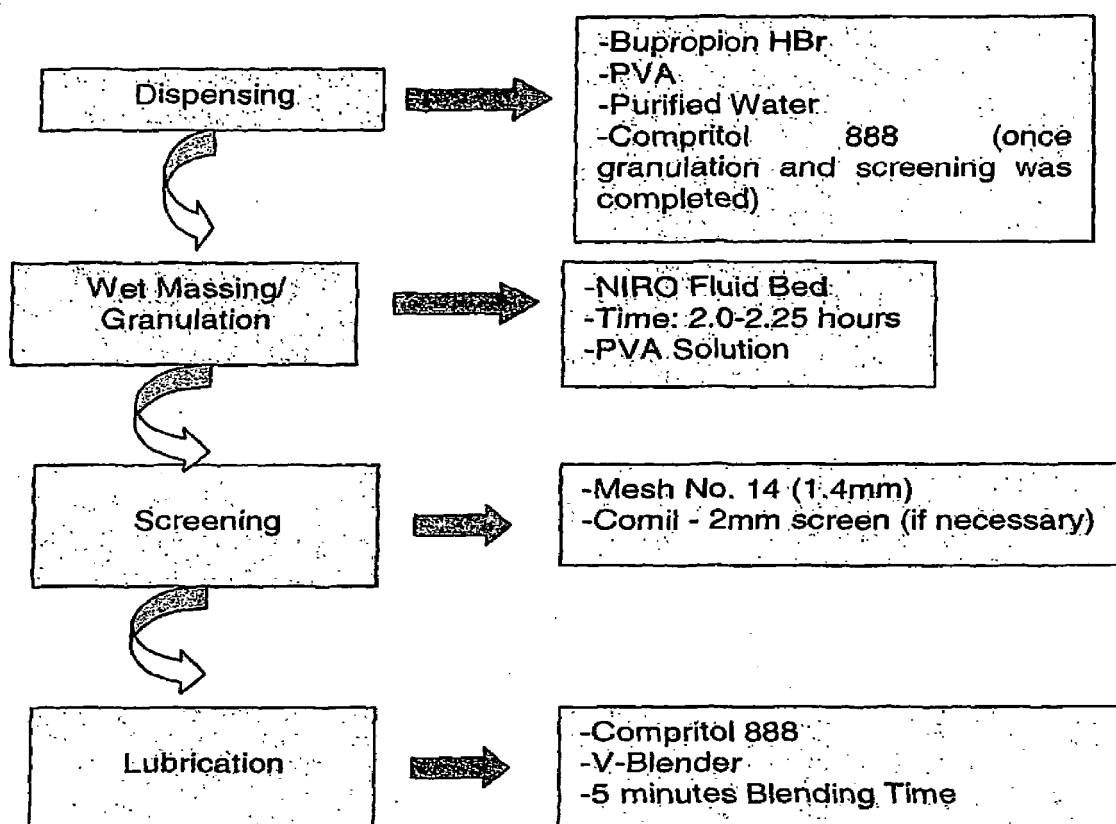 Dispensing
-Bupropion HBr
-PVA
-Purified Water
-Compritol 888 (once
granulation and screening was
completed)
Wet Massing/
Granulation
-NIRO Fluid Bed
-Time: 2.0-2.25 hours
-PVA Solution
Screening
-Mesh No. 14 (1.4mm)
-Comil - 2mm screen (if necessary)
Lubrication
-Compritol 888
-V-Blender
-5 minutes Blending Time